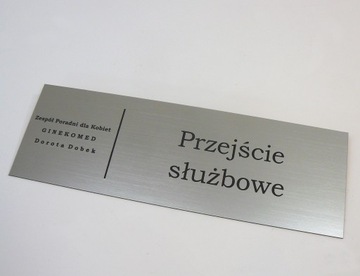 Zespół Poradni dla Kobiet
GINEKOMED
Dorota Dobek
Przejście
służbowe